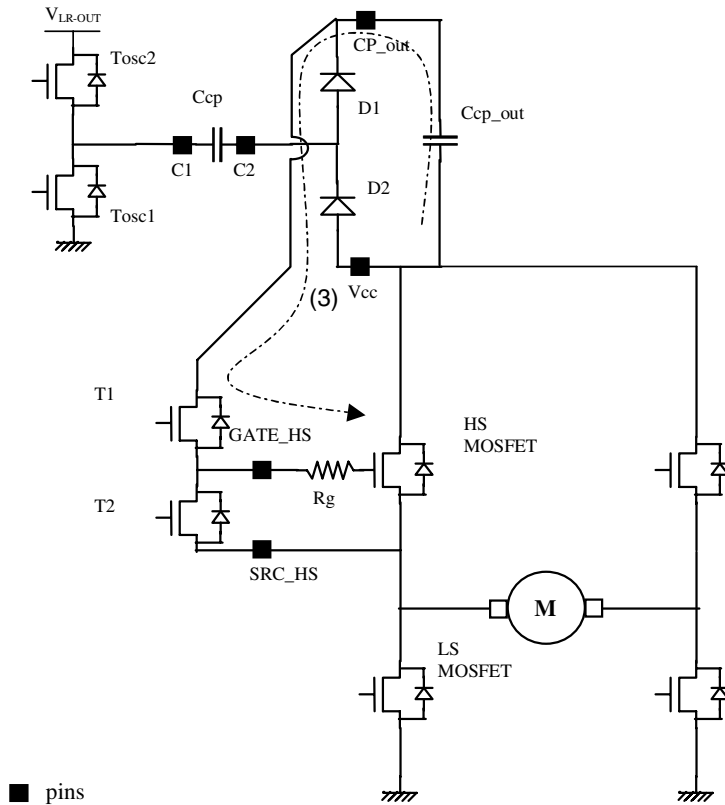 V_LR-OUT
Tosc2
CP_out
D1
Ccp
Ccp_out
C1
C2
D2
Tosc1
Vcc
(3)
T1
GATE_HS
HS
MOSFET
Rg
T2
SRC_HS
M
LS
MOSFET
pins